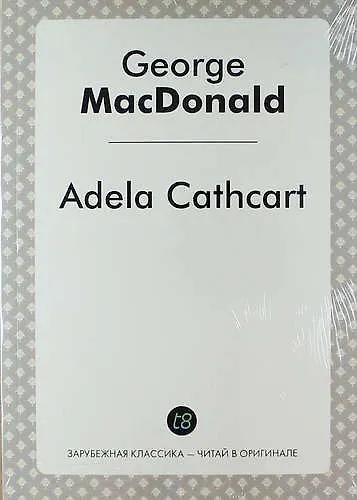 George
MacDonald
Adela Cathcart
t8
ЗАРУБЕЖНАЯ КЛАССИКА — ЧИТАЙ В ОРИГИНАЛЕ